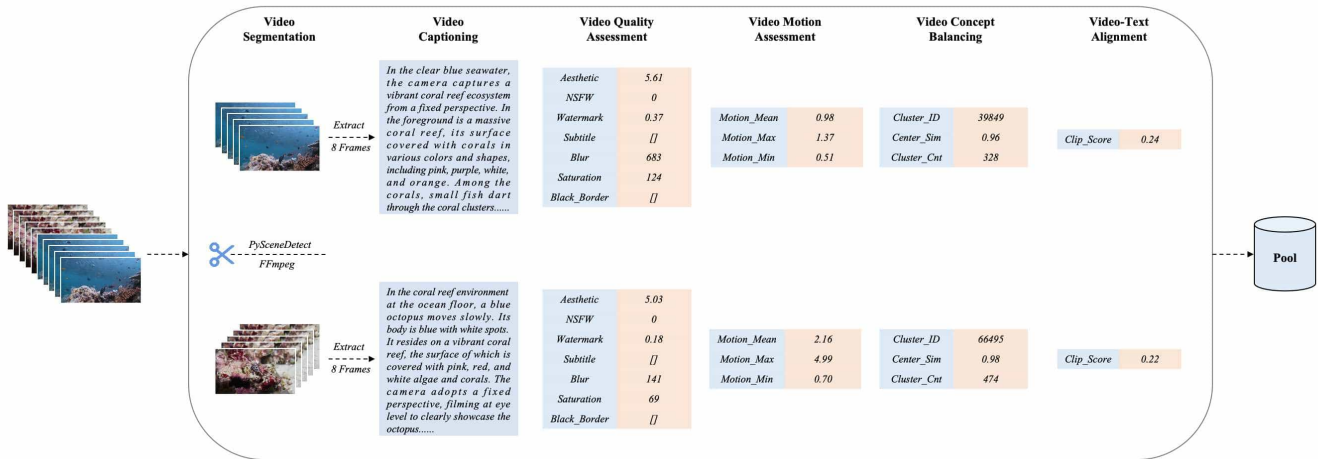 Video
Segmentation
Video
Captioning
Video Quality
Assessment
Video Motion
Assessment
Video Concept
Balancing
Video-Text
Alignment
Extract
8 Frames
In the clear blue seawater,
the camera captures a
vibrant coral reef ecosystem
from a fixed perspective. In
the foreground is a massive
coral reef, its surface
covered with corals in
various colors and shapes,
including pink, purple, white,
and orange. Among the
corals, small fish dart
through the coral clusters......
Aesthetic 5.61
NSFW 0
Watermark 0.37
Subtitle []
Blur 683
Saturation 124
Black_Border []
Motion_Mean 0.98
Motion_Max 1.37
Motion_Min 0.51
Cluster_ID 39849
Center_Sim 0.96
Cluster_Cnt 328
Clip_Score 0.24
PySceneDetect
FFmpeg
Pool
Extract
8 Frames
In the coral reef environment
at the ocean floor, a blue
octopus moves slowly. Its
body is blue with white spots.
It resides on a vibrant coral
reef, the surface of which is
covered with pink, red, and
white algae and corals. The
camera adopts a fixed
perspective, filming at eye
level to clearly showcase the
octopus......
Aesthetic 5.03
NSFW 0
Watermark 0.18
Subtitle []
Blur 141
Saturation 69
Black_Border []
Motion_Mean 2.16
Motion_Max 4.99
Motion_Min 0.70
Cluster_ID 66495
Center_Sim 0.98
Cluster_Cnt 474
Clip_Score 0.22